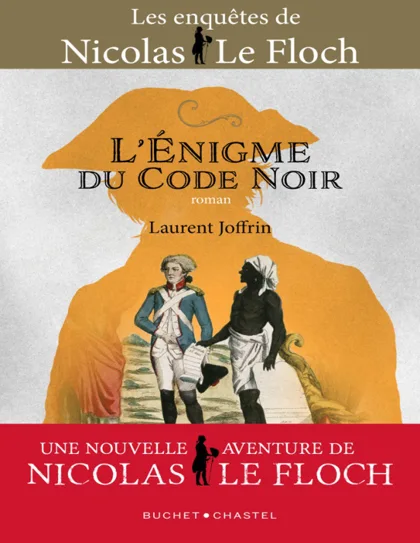 Les enquêtes de
Nicolas Le Floch
L'ÉNIGME
DU CODE NOIR
roman
Laurent Joffrin
UNE NOUVELLE AVENTURE DE
NICOLAS LE FLOCH
BUCHET • CHASTEL